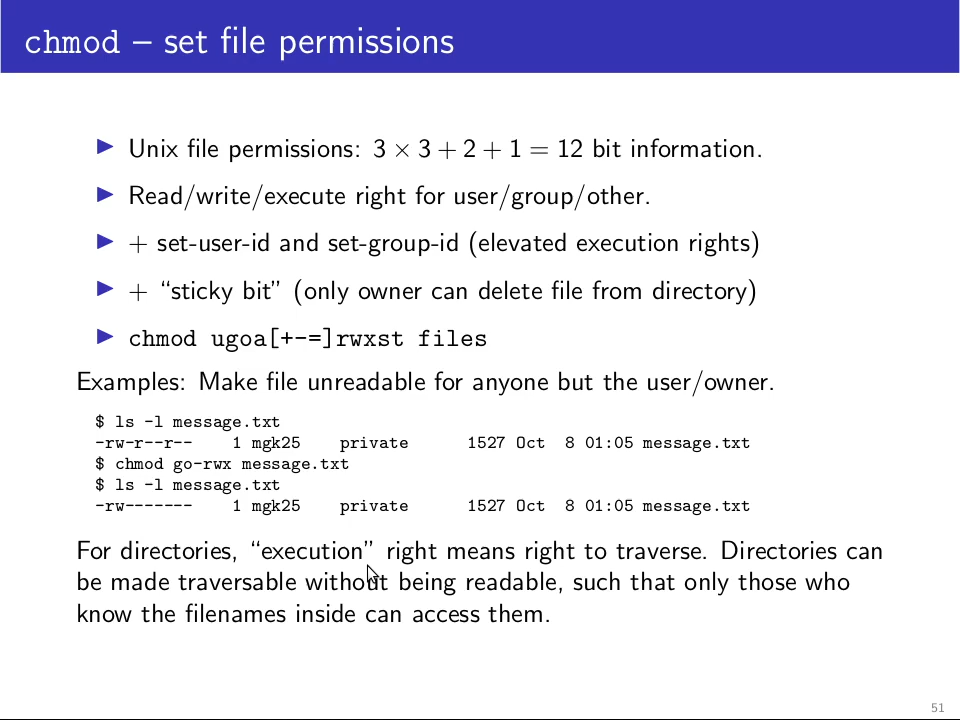 chmod – set file permissions
▶ Unix file permissions: 3 × 3 + 2 + 1 = 12 bit information.
▶ Read/write/execute right for user/group/other.
▶ + set-user-id and set-group-id (elevated execution rights)
▶ + “sticky bit” (only owner can delete file from directory)
▶ chmod ugoa[+-=]rwxst files
Examples: Make file unreadable for anyone but the user/owner.
$ ls -l message.txt
-rw-r--r--    1 mgk25    private      1527 Oct  8 01:05 message.txt
$ chmod go-rwx message.txt
$ ls -l message.txt
-rw-------    1 mgk25    private      1527 Oct  8 01:05 message.txt
For directories, “execution” right means right to traverse. Directories can
be made traversable without being readable, such that only those who
know the filenames inside can access them.
51